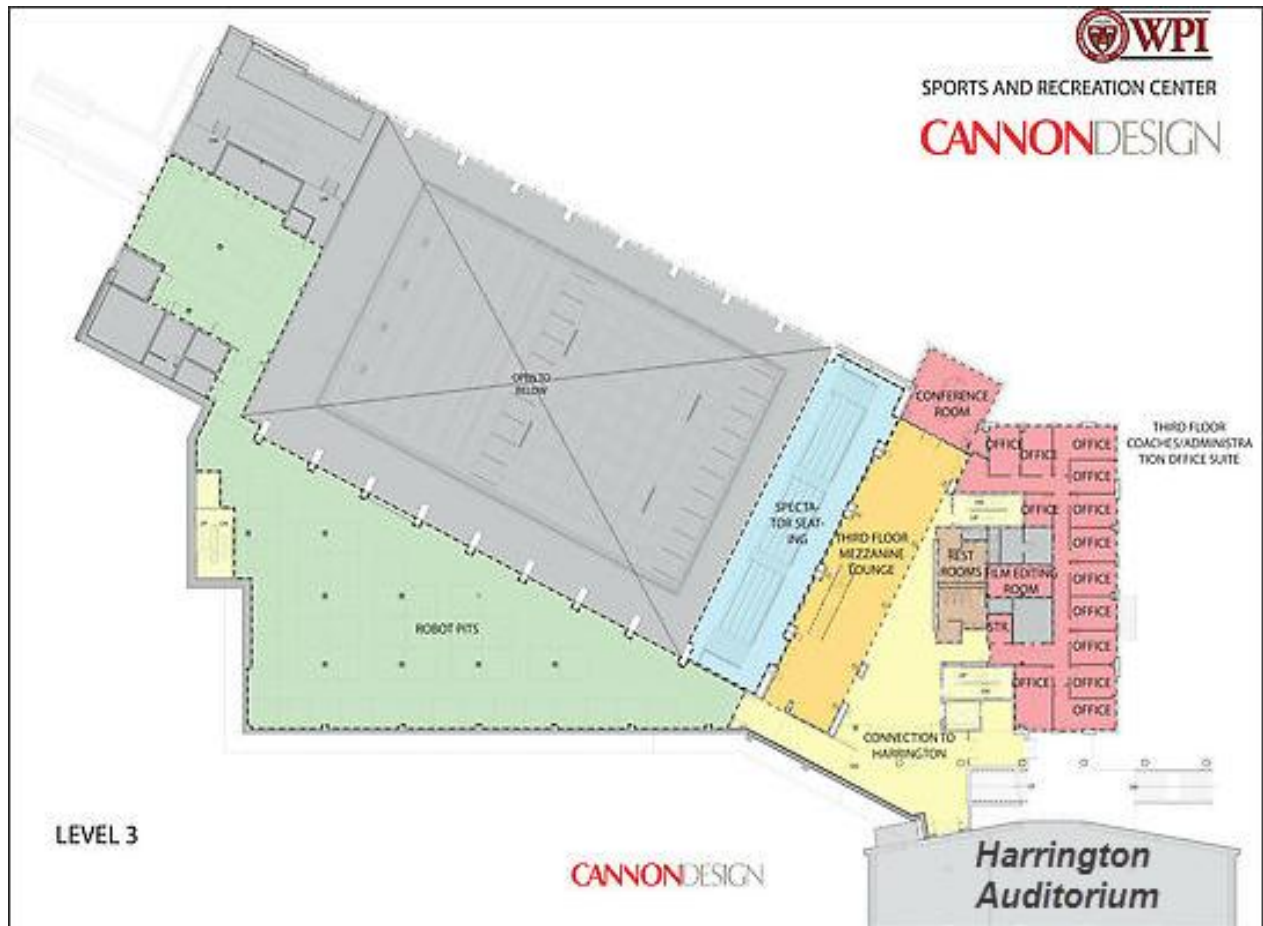 WPI
SPORTS AND RECREATION CENTER
CANNONDESIGN
OPEN TO
BELOW
CONFERENCE
ROOM
THIRD FLOOR
COACHES/ADMINISTRA
TION OFFICE SUITE
OFFICE
OFFICE
OFFICE
OFFICE
SPECTA-
TOR SEAT-
ING
OFFICE
OFFICE
THIRD FLOOR
MEZZANINE
LOUNGE
OFFICE
REST
ROOMS
FILM EDITING
ROOM
OFFICE
OFFICE
ROBOT PITS
STR.
OFFICE
OFFICE
OFFICE
OFFICE
CONNECTION TO
HARRINGTON
LEVEL 3
CANNONDESIGN
Harrington
Auditorium